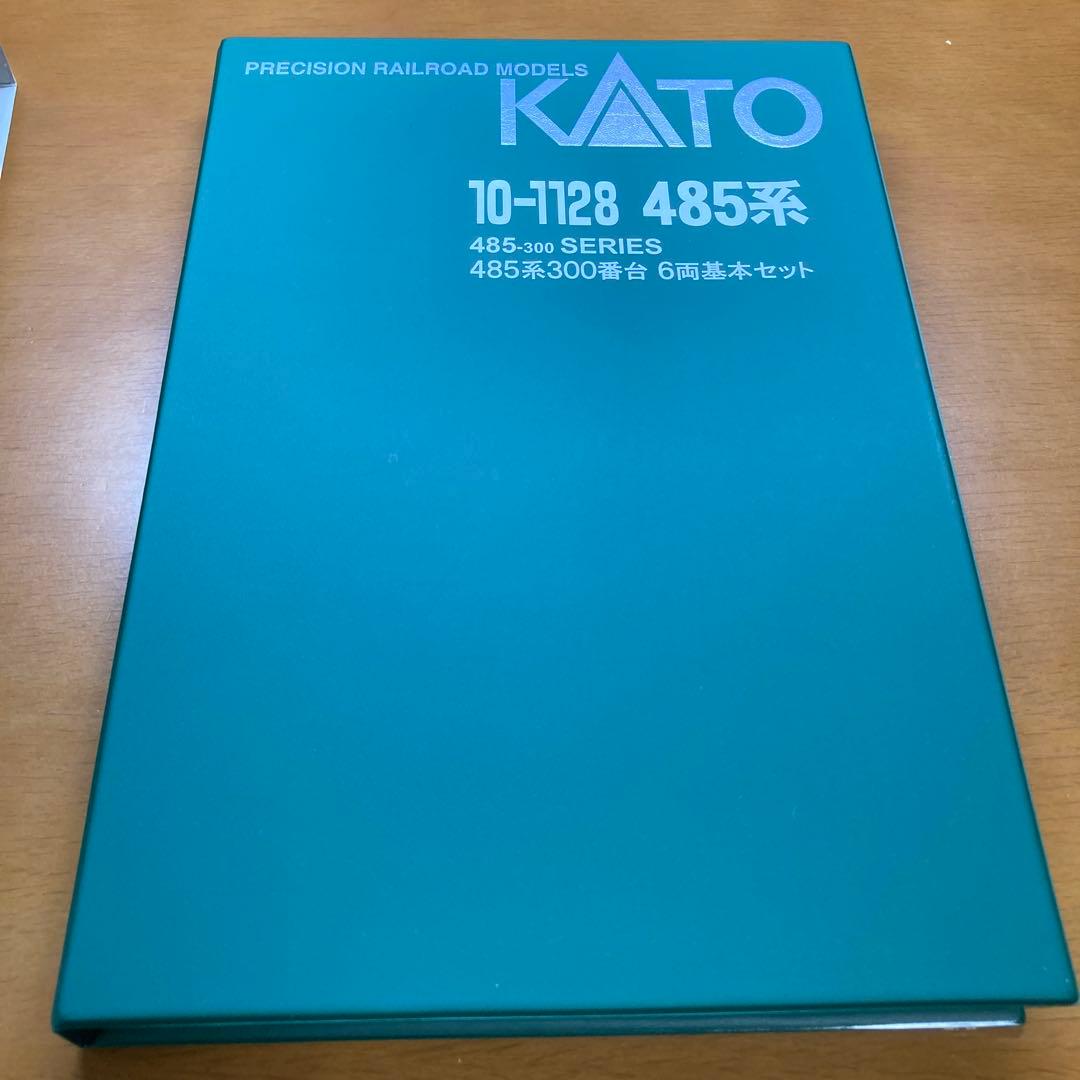 PRECISION RAILROAD MODELS
KATO
10-1128 485系
485-300 SERIES
485系300番台 6両基本セット